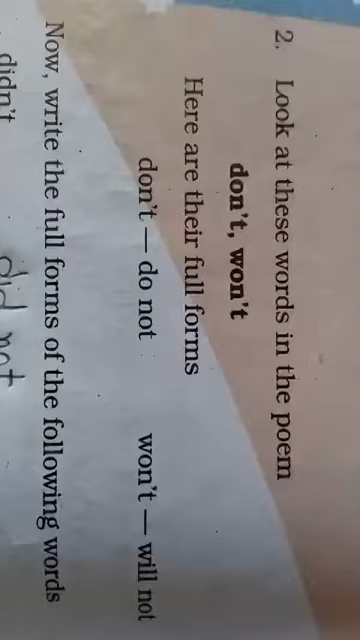 2. Look at these words in the poem
don't, won't
Here are their full forms
don't — do not won't — will not
Now, write the full forms of the following words
didn't did not